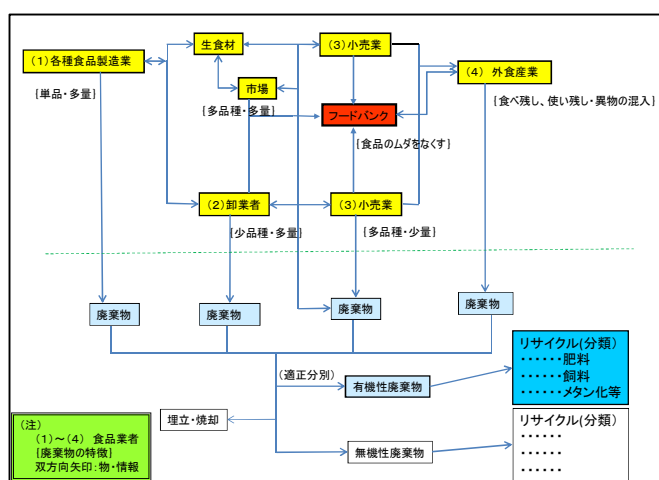 生食材
(3)小売業
(1)各種食品製造業
(4) 外食産業
{単品・多量}
市場
{食べ残し、使い残し・異物の混入}
{多品種・多量}
フードバンク
{食品のムダをなくす}
(2)卸業者
(3)小売業
{少品種・多量}
{多品種・少量}
廃棄物
廃棄物
廃棄物
廃棄物
リサイクル(分類)
・・・・・・肥料
・・・・・・飼料
・・・・・・メタン化等
(適正分別)
有機性廃棄物
埋立・焼却
リサイクル(分類)
・・・・・・
・・・・・・
・・・・・・
無機性廃棄物
(注)
(1)～(4) 食品業者
{廃棄物の特徴}
双方向矢印：物・情報